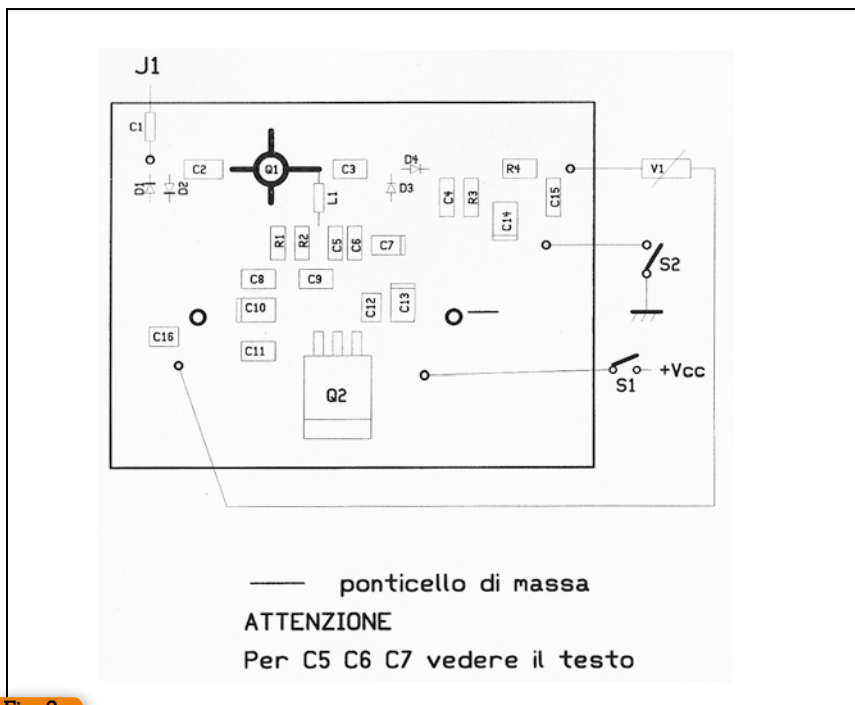 J1
C1
C2
Q1
C3
D4
R4
V1
D1
D2
L1
D3
C4
R3
C14
C15
R1
R2
C5
C6
C7
S2
C8
C9
C10
C12
C13
C16
C11
Q2
+Vcc
S1
ponticello di massa
ATTENZIONE
Per C5 C6 C7 vedere il testo